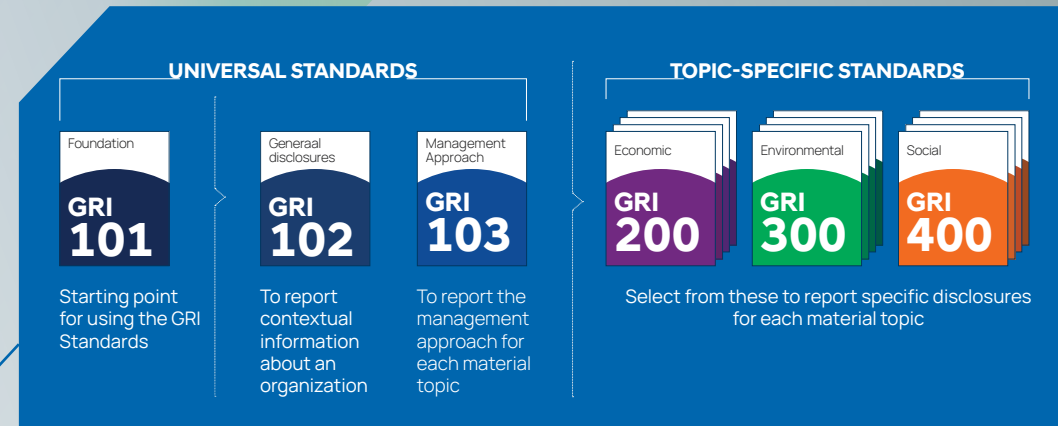 UNIVERSAL STANDARDS
Foundation
GRI
101
Starting point
for using the GRI
Standards
Generaal
disclosures
GRI
102
To report
contextual
information
about an
organization
Management
Approach
GRI
103
To report the
management
approach for
each material
topic
TOPIC-SPECIFIC STANDARDS
Economic
GRI
200
Environmental
GRI
300
Social
GRI
400
Select from these to report specific disclosures
for each material topic